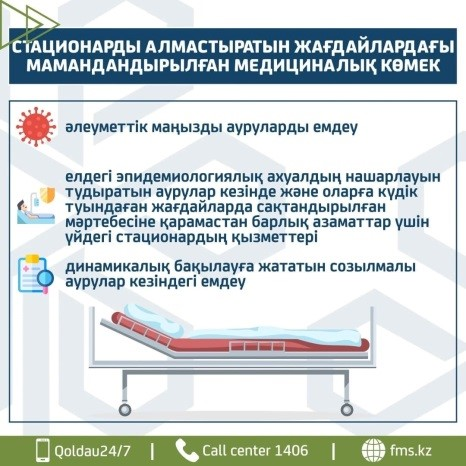 СТАЦИОНАРДЫ АЛМАСТЫРАТЫН ЖАҒДАЙЛАРДАҒЫ
МАМАНДАНДЫРЫЛҒАН МЕДИЦИНАЛЫҚ КӨМЕК
әлеуметтік маңызды ауруларды емдеу
елдегі эпидемиологиялық ахуалдың нашарлауын
тудыратын аурулар кезінде және оларға күдік
туындаған жағдайларда сақтандырылған
мәртебесіне қарамастан барлық азаматтар үшін
үйдегі стационардың қызметтері
динамикалық бақылауға жататын созылмалы
аурулар кезіндегі емдеу
Qoldau24/7 | Call center 1406 | fms.kz